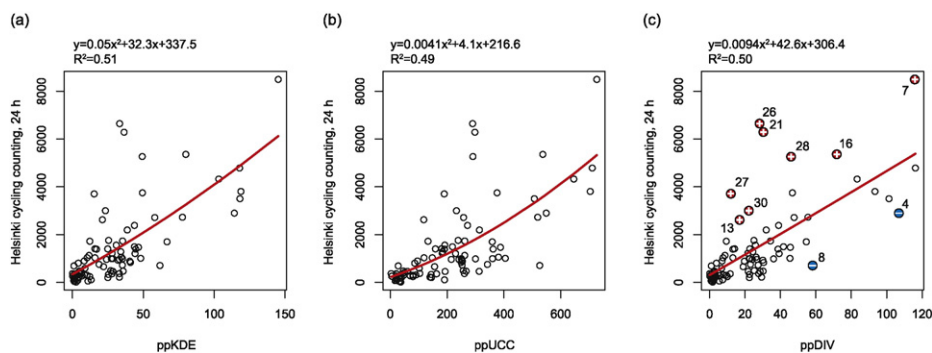 (a)
y=0.05x²+32.3x+337.5
R²=0.51
Helsinki cycling counting, 24 h
8000
6000
4000
2000
0
0
50
100
150
ppKDE
(b)
y=0.0041x²+4.1x+216.6
R²=0.49
Helsinki cycling counting, 24 h
8000
6000
4000
2000
0
0
200
400
600
ppUCC
(c)
y=0.0094x²+42.6x+306.4
R²=0.50
Helsinki cycling counting, 24 h
8000
6000
4000
2000
0
7
26
21
28
16
27
30
13
4
8
0
20
40
60
80
100
120
ppDIV